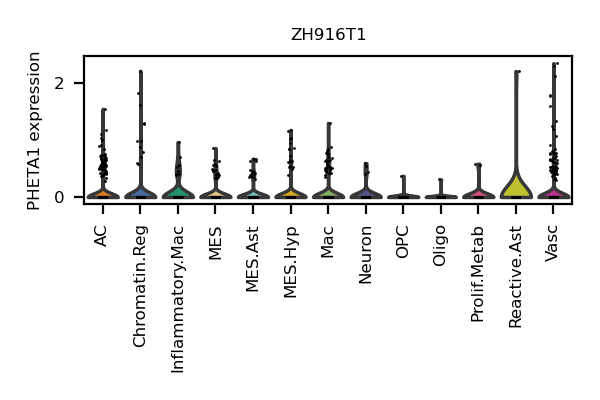 ZH916T1
PHETA1 expression
2
0
AC
Chromatin.Reg
Inflammatory.Mac
MES
MES.Ast
MES.Hyp
Mac
Neuron
OPC
Oligo
Prolif.Metab
Reactive.Ast
Vasc